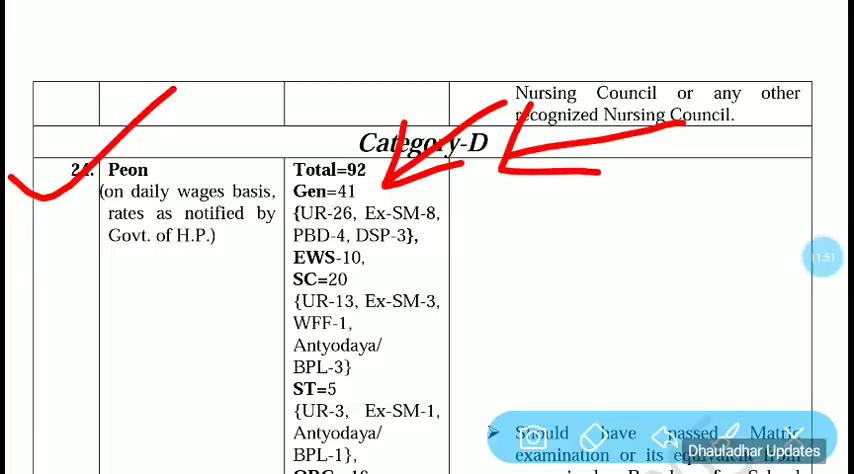 Nursing Council or any other
recognized Nursing Council.
Category-D
24. Peon
(on daily wages basis,
rates as notified by
Govt. of H.P.)
Total=92
Gen=41
{UR-26, Ex-SM-8,
PBD-4, DSP-3},
EWS-10,
SC=20
{UR-13, Ex-SM-3,
WFF-1,
Antyodaya/
BPL-3}
ST=5
{UR-3, Ex-SM-1,
Antyodaya/
BPL-1},
Should have passed Matric
examination or its equivalent from
11:51
Dhauladhar Updates